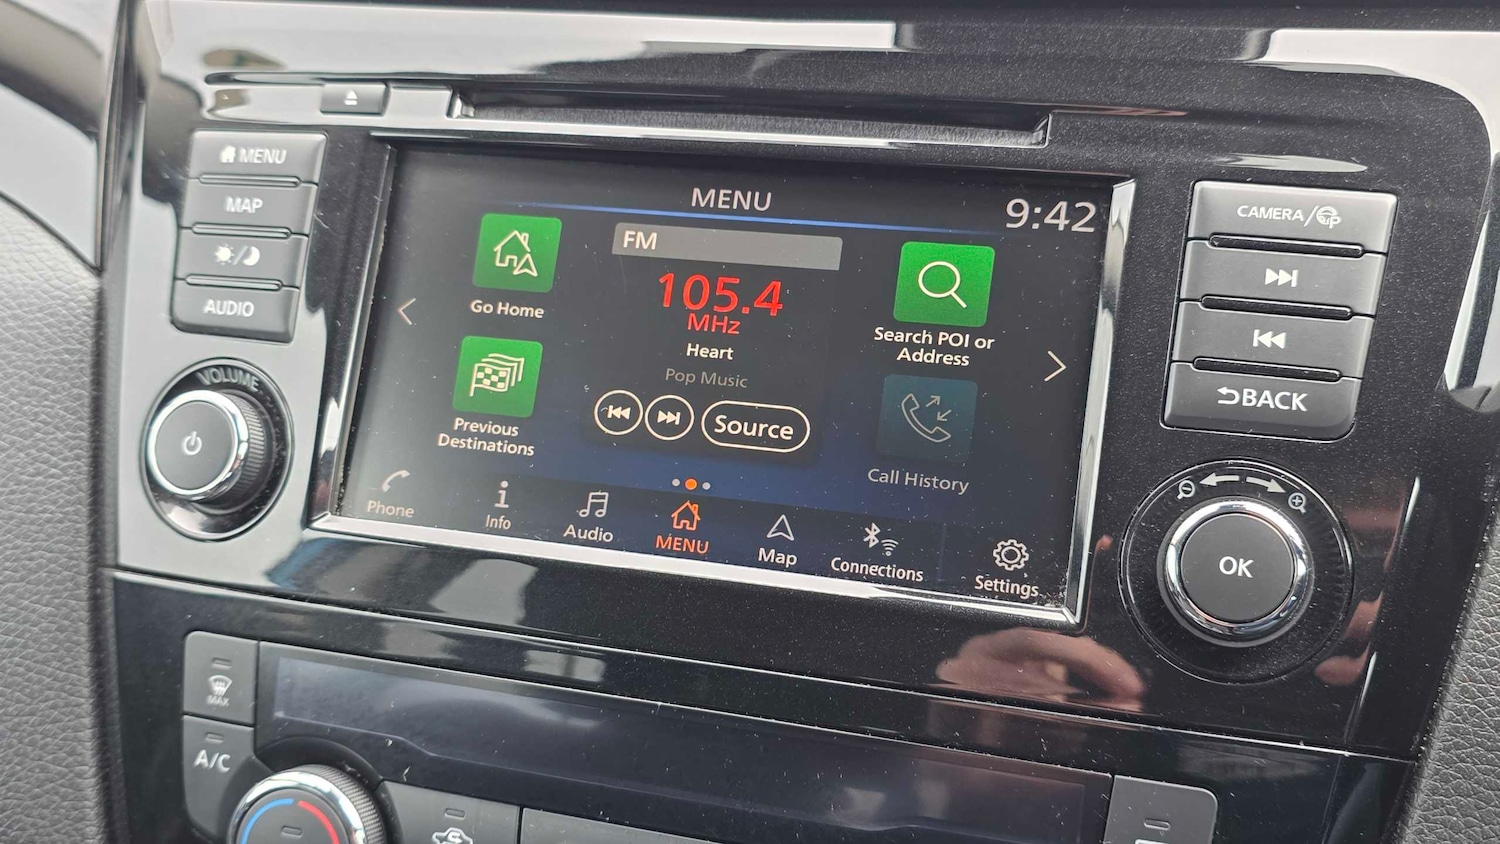 MENU
MAP
AUDIO
VOLUME
MENU
9:42
Go Home
Previous
Destinations
FM
105.4
MHz
Heart
Pop Music
Source
Search POI or
Address
Call History
Phone
Info
Audio
MENU
Map
Connections
Settings
CAMERA/
BACK
OK
MAX
A/C